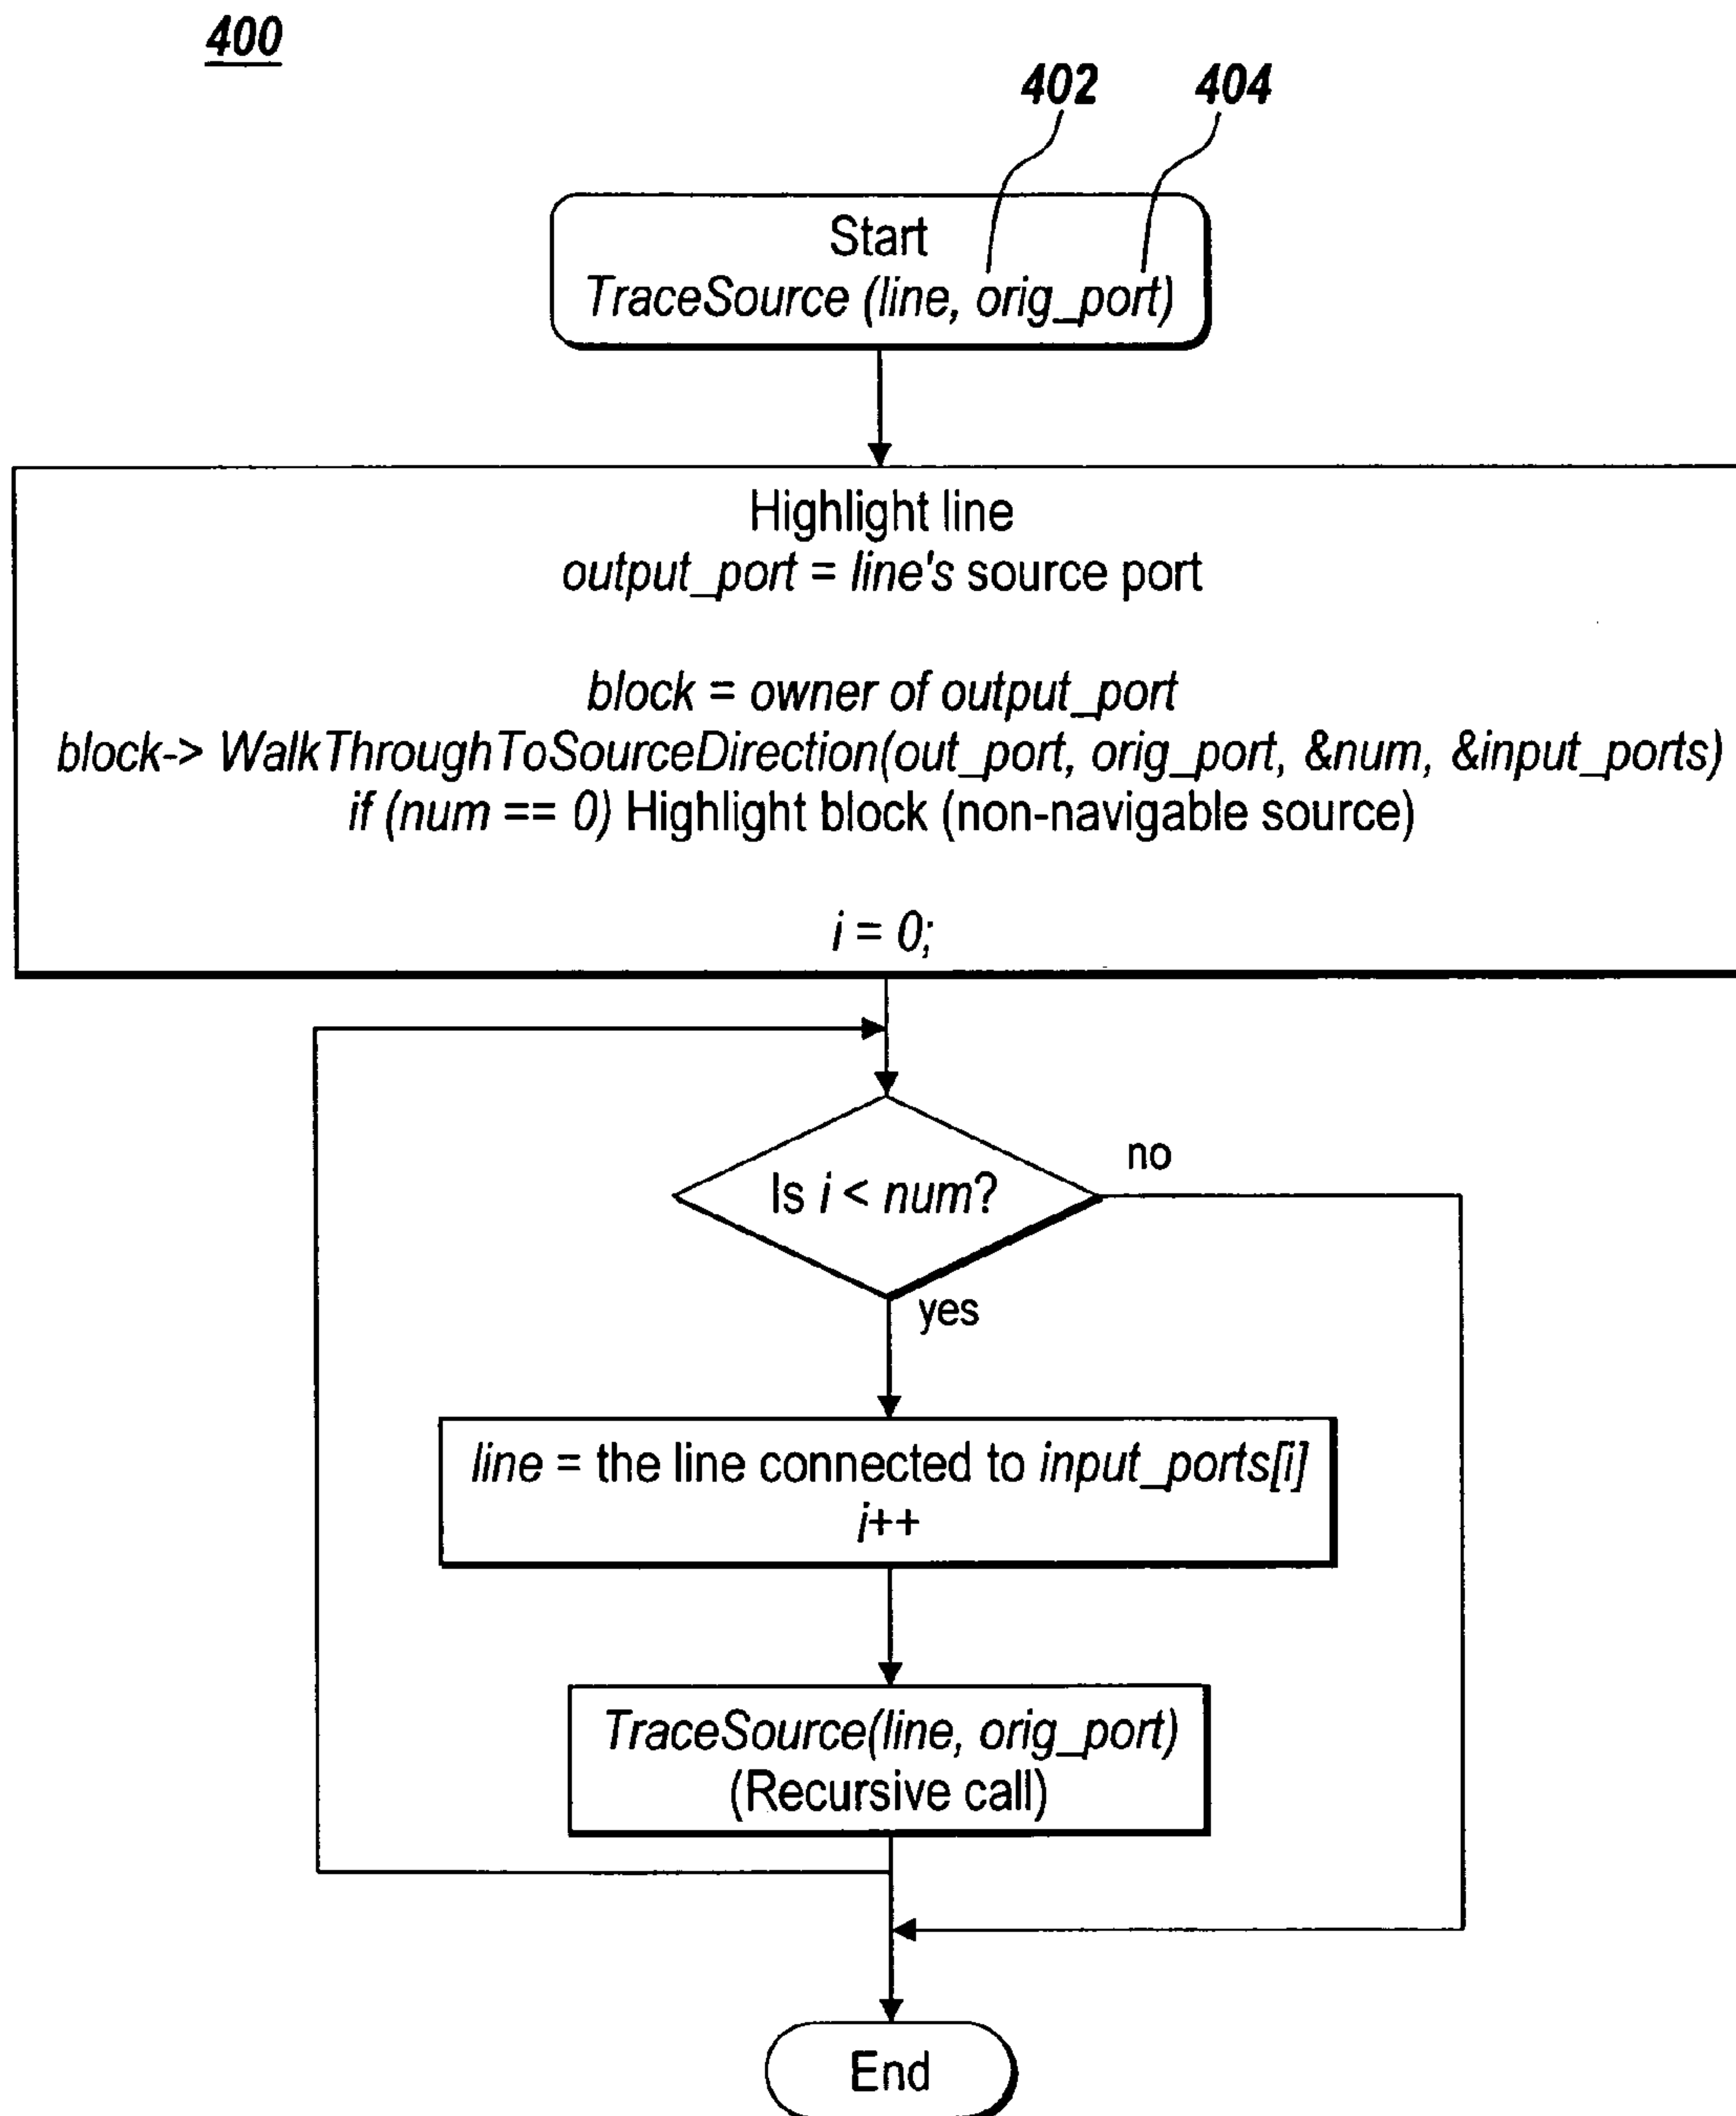 400
402 404
Start
TraceSource (line, orig_port)
Highlight line
output_port = line's source port
block = owner of output_port
block-> WalkThroughToSourceDirection(out_port, orig_port, &num, &input_ports)
if (num == 0) Highlight block (non-navigable source)
i = 0;
Is i < num?
no
yes
line = the line connected to input_ports[i]
i++
TraceSource(line, orig_port)
(Recursive call)
End